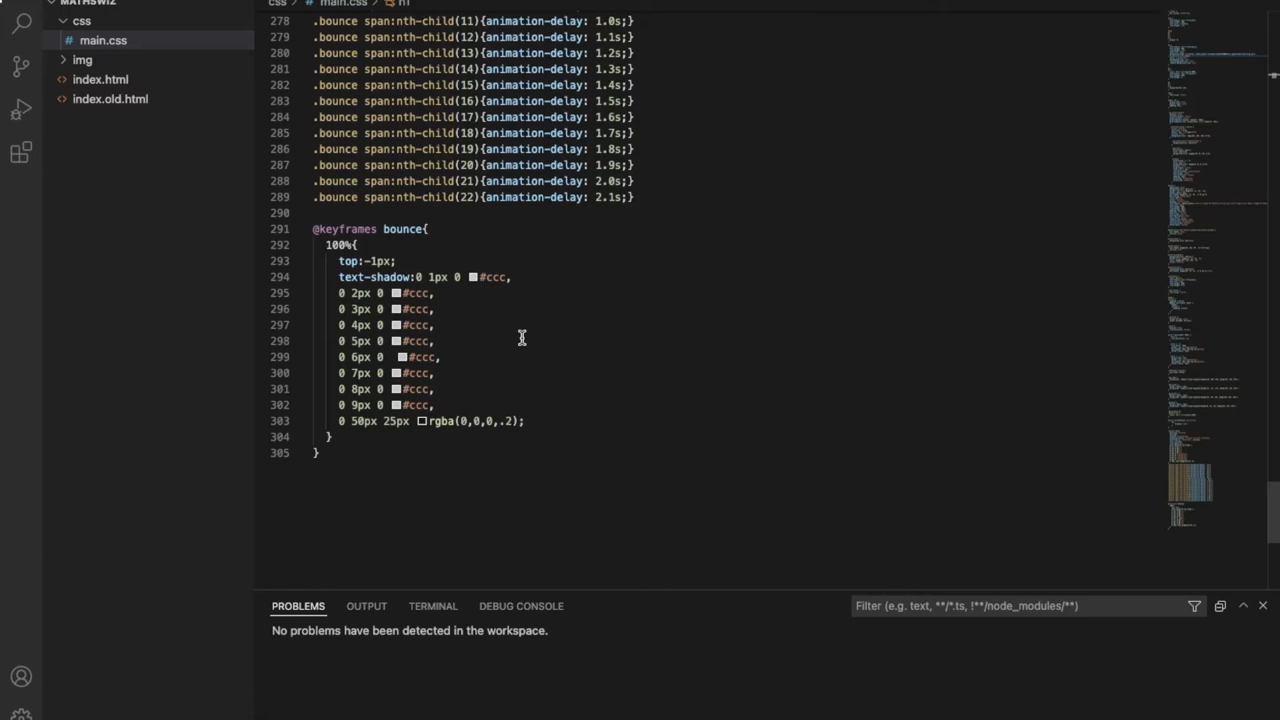 MATHSWIZ
css
main.css
img
index.html
index.old.html
css > # main.css > h1
278 .bounce span:nth-child(11){animation-delay: 1.0s;}
279 .bounce span:nth-child(12){animation-delay: 1.1s;}
280 .bounce span:nth-child(13){animation-delay: 1.2s;}
281 .bounce span:nth-child(14){animation-delay: 1.3s;}
282 .bounce span:nth-child(15){animation-delay: 1.4s;}
283 .bounce span:nth-child(16){animation-delay: 1.5s;}
284 .bounce span:nth-child(17){animation-delay: 1.6s;}
285 .bounce span:nth-child(18){animation-delay: 1.7s;}
286 .bounce span:nth-child(19){animation-delay: 1.8s;}
287 .bounce span:nth-child(20){animation-delay: 1.9s;}
288 .bounce span:nth-child(21){animation-delay: 2.0s;}
289 .bounce span:nth-child(22){animation-delay: 2.1s;}
290
291 @keyframes bounce{
292 100%{
293 top:-1px;
294 text-shadow:0 1px 0 #ccc,
295 0 2px 0 #ccc,
296 0 3px 0 #ccc,
297 0 4px 0 #ccc,
298 0 5px 0 #ccc,
299 0 6px 0 #ccc,
300 0 7px 0 #ccc,
301 0 8px 0 #ccc,
302 0 9px 0 #ccc,
303 0 50px 25px rgba(0,0,0,.2);
304 }
305 }
PROBLEMS OUTPUT TERMINAL DEBUG CONSOLE Filter (e.g. text, **/*.ts, !**/node_modules/**)
No problems have been detected in the workspace.